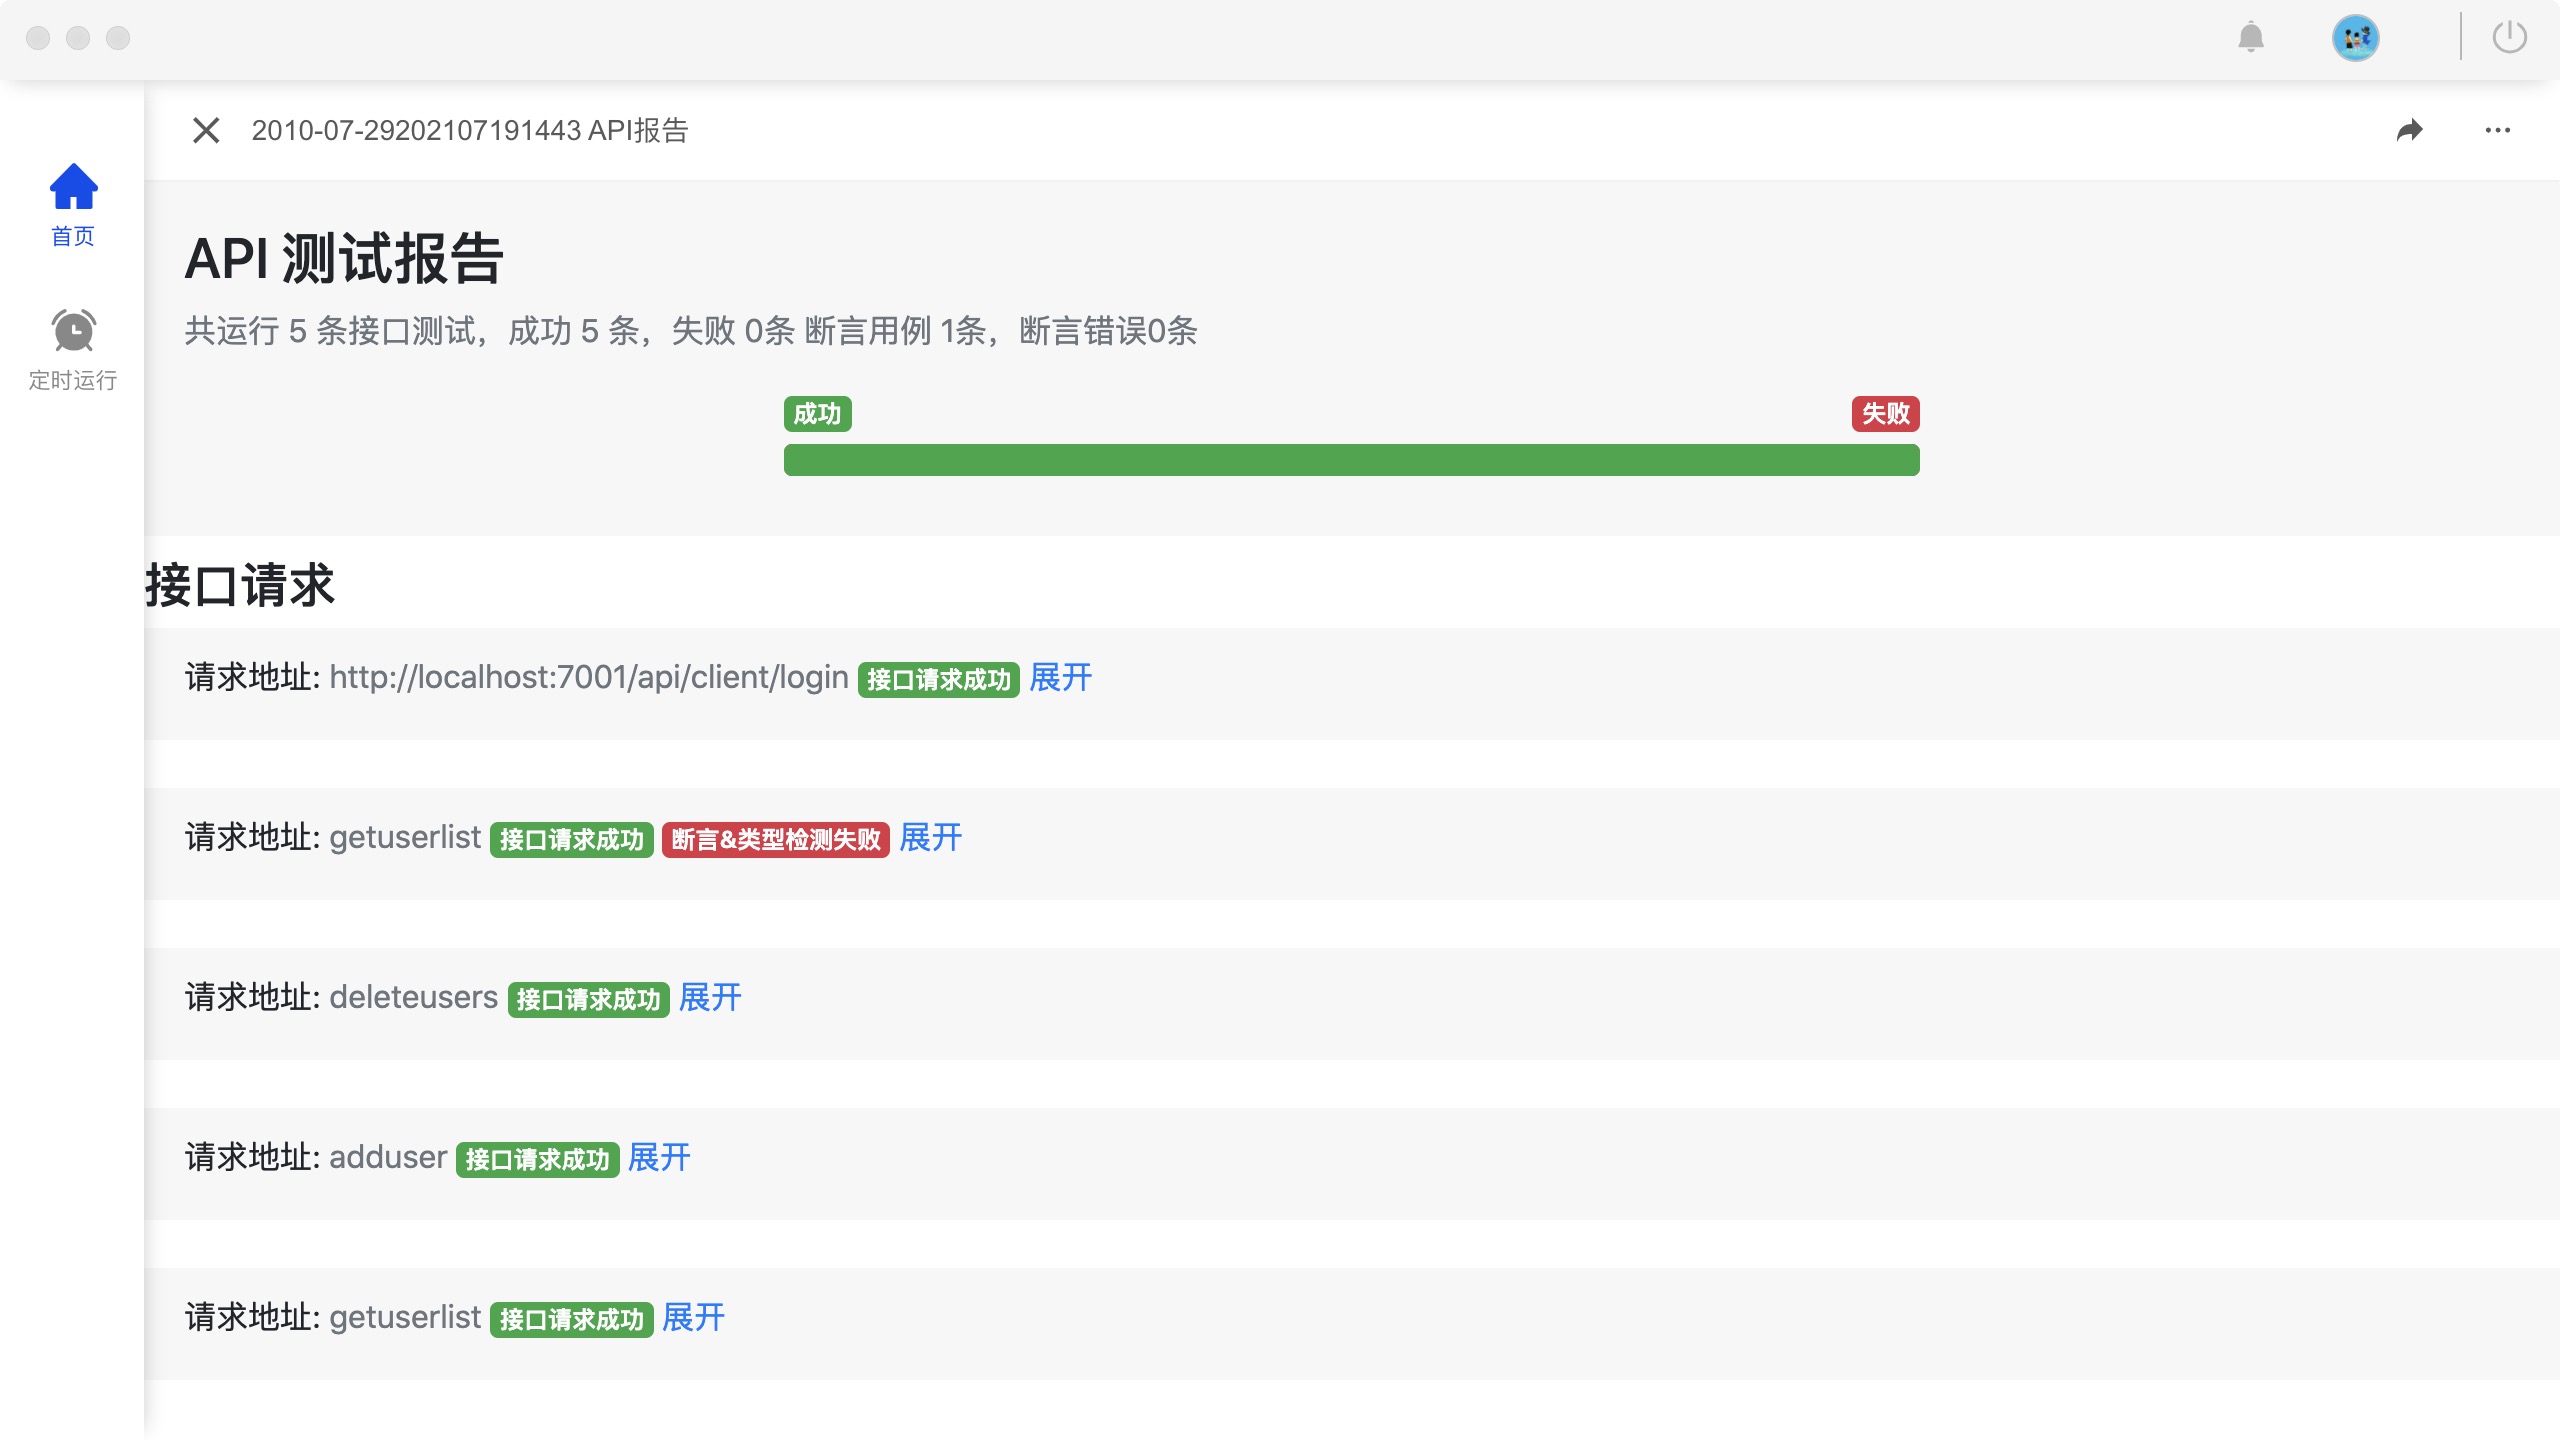 2010-07-29202107191443 API报告
首页
定时运行
API 测试报告
共运行 5 条接口测试，成功 5 条，失败 0条 断言用例 1条，断言错误0条
成功 失败
接口请求
请求地址: http://localhost:7001/api/client/login 接口请求成功 展开
请求地址: getuserlist 接口请求成功 断言&类型检测失败 展开
请求地址: deleteusers 接口请求成功 展开
请求地址: adduser 接口请求成功 展开
请求地址: getuserlist 接口请求成功 展开